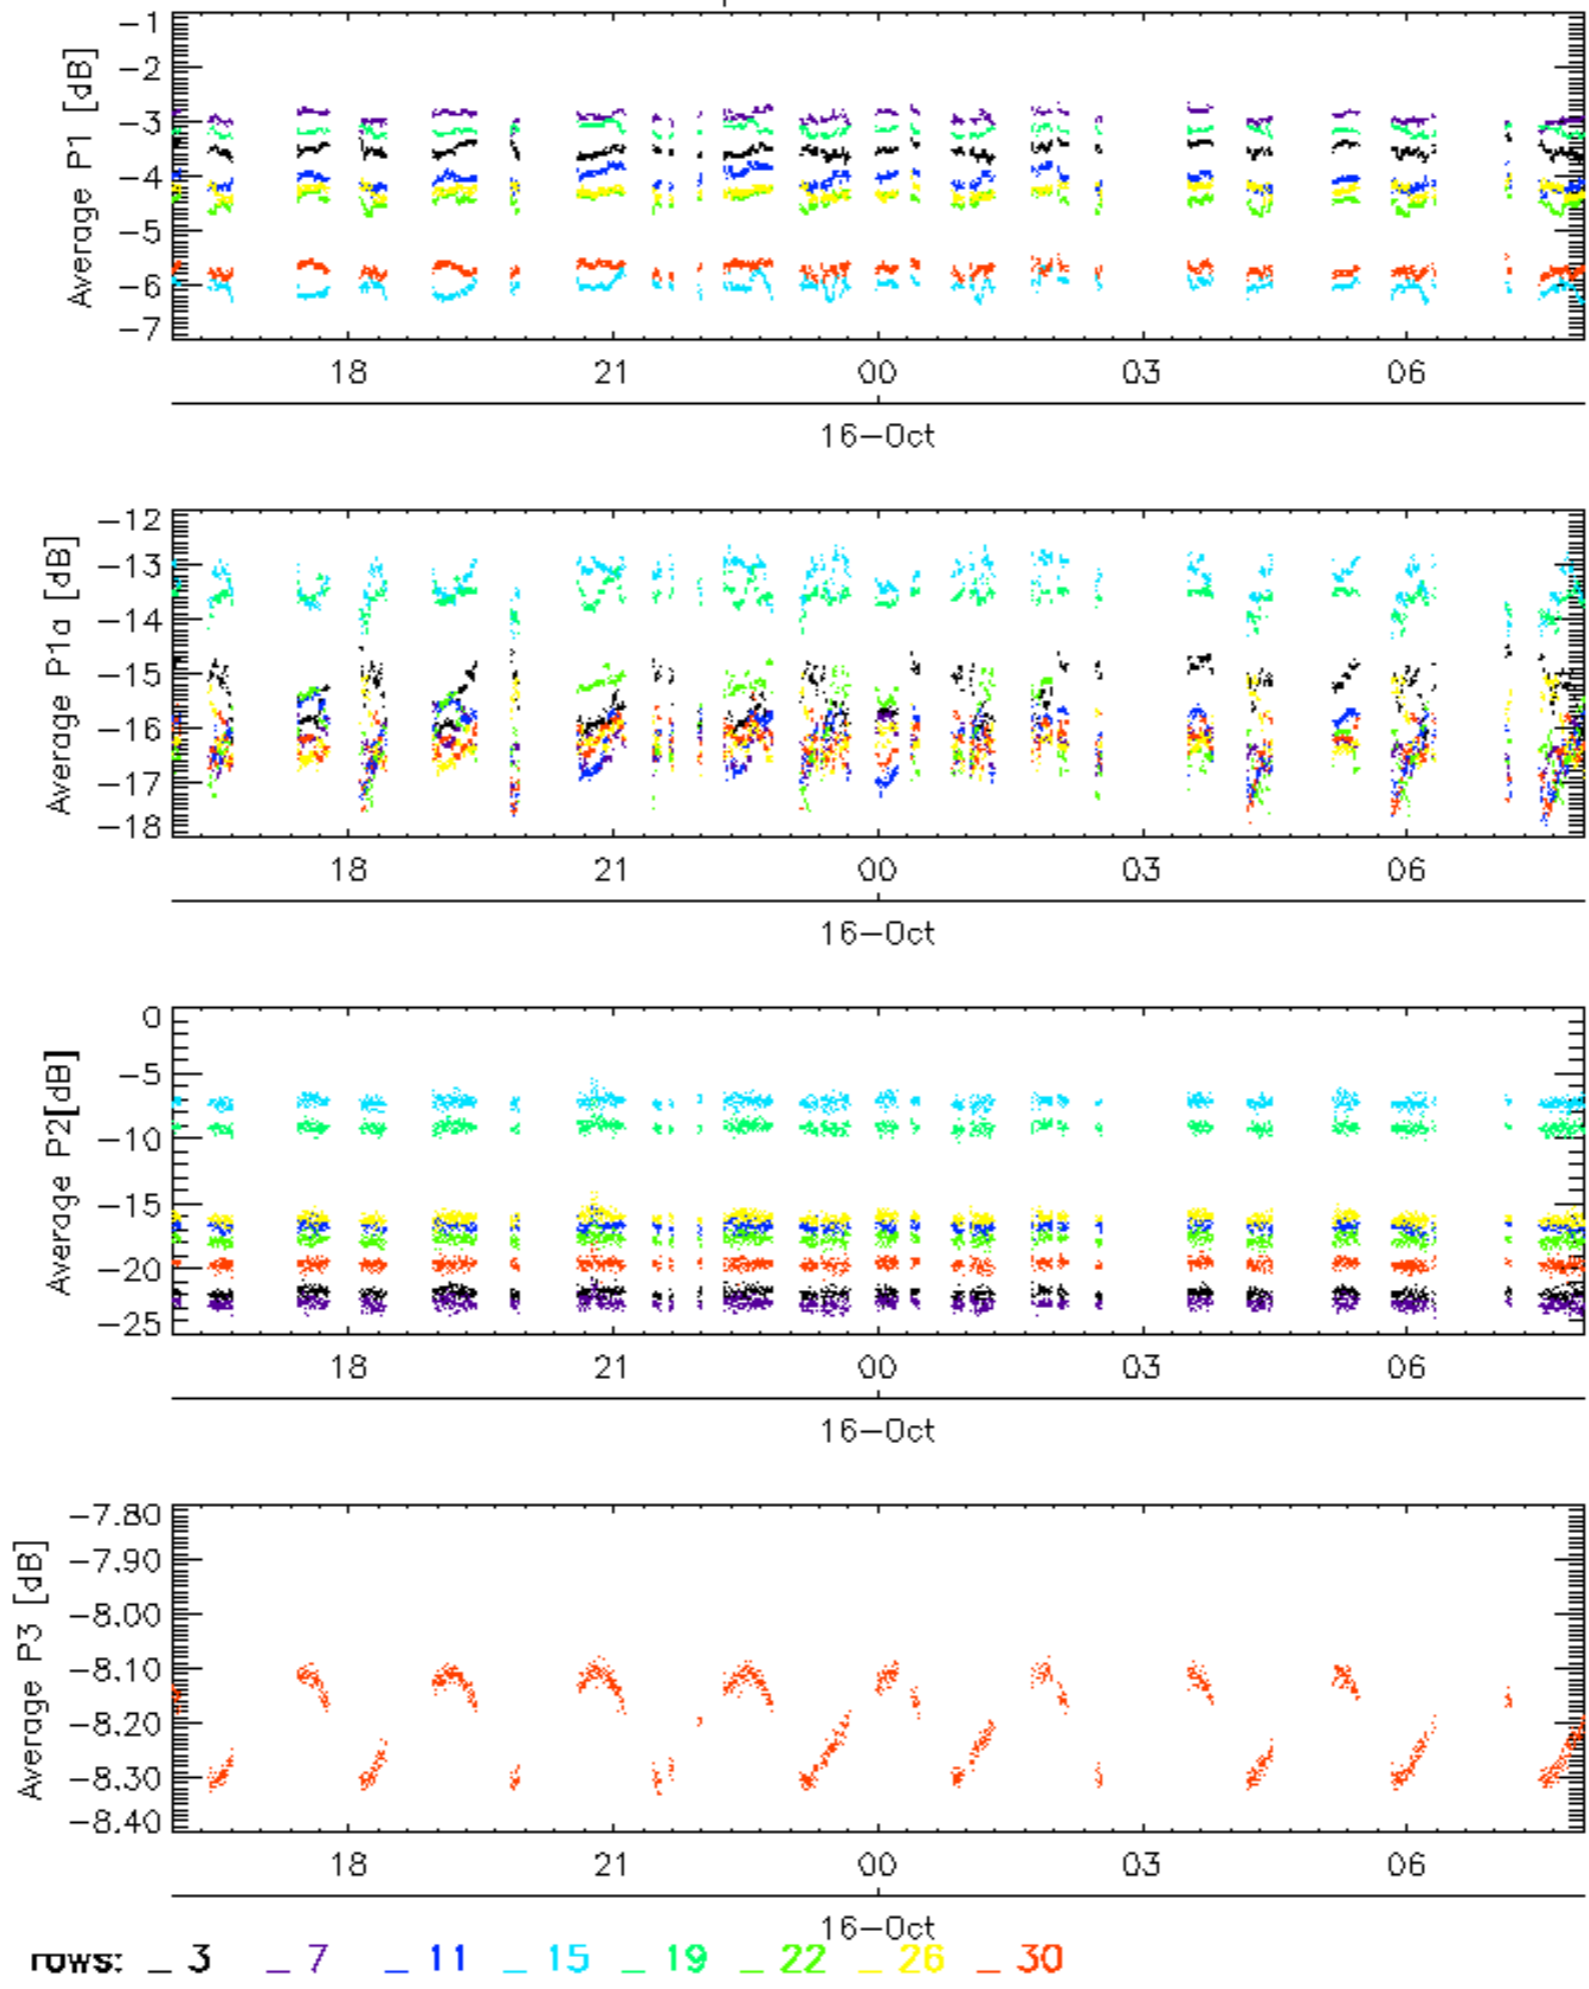 Average P1 [dB]
-1
-2
-3
-4
-5
-6
-7
18 21 00 03 06
16-Oct
Average P1a [dB]
-12
-13
-14
-15
-16
-17
-18
18 21 00 03 06
16-Oct
Average P2[dB]
0
-5
-10
-15
-20
-25
18 21 00 03 06
16-Oct
Average P3 [dB]
-7.80
-7.90
-8.00
-8.10
-8.20
-8.30
-8.40
18 21 00 03 06
16-Oct
rows: _ 3 _ 7 _ 11 _ 15 _ 19 _ 22 _ 26 _ 30